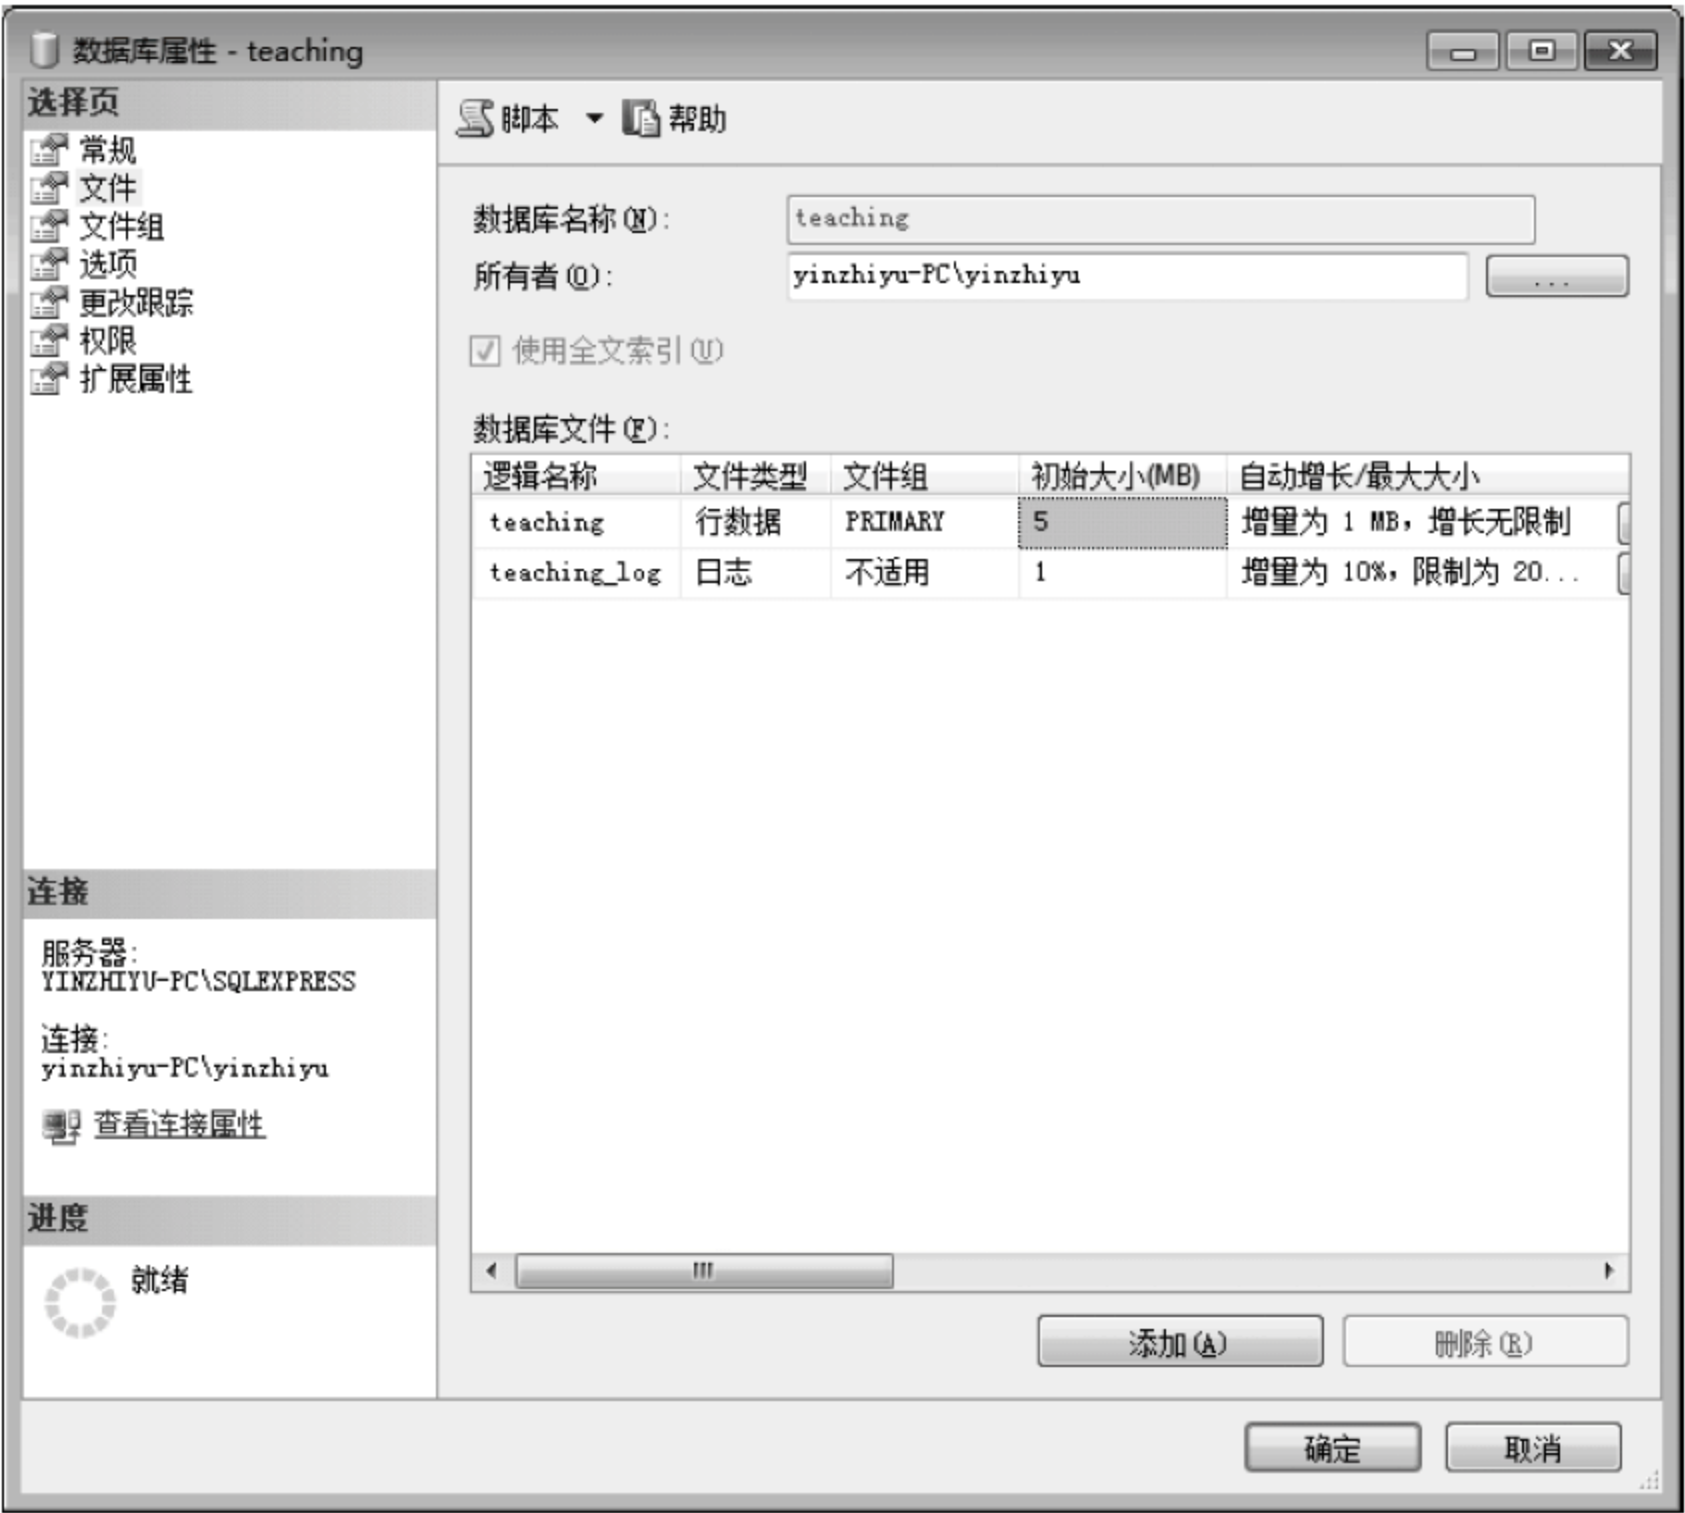 数据库属性 - teaching
选择页
常规
文件
文件组
选项
更改跟踪
权限
扩展属性
脚本 帮助
数据库名称(N):
teaching
所有者(O):
yinzhiyu-PC\yinzhiyu
...
使用全文索引(U)
数据库文件(F):
逻辑名称 文件类型 文件组 初始大小(MB) 自动增长/最大大小
teaching 行数据 PRIMARY 5 增量为 1 MB，增长无限制
teaching_log 日志 不适用 1 增量为 10%，限制为 20...
连接
服务器:
YINZHIYU-PC\SQLEXPRESS
连接:
yinzhiyu-PC\yinzhiyu
查看连接属性
进度
就绪
添加(A) 删除(R)
确定 取消